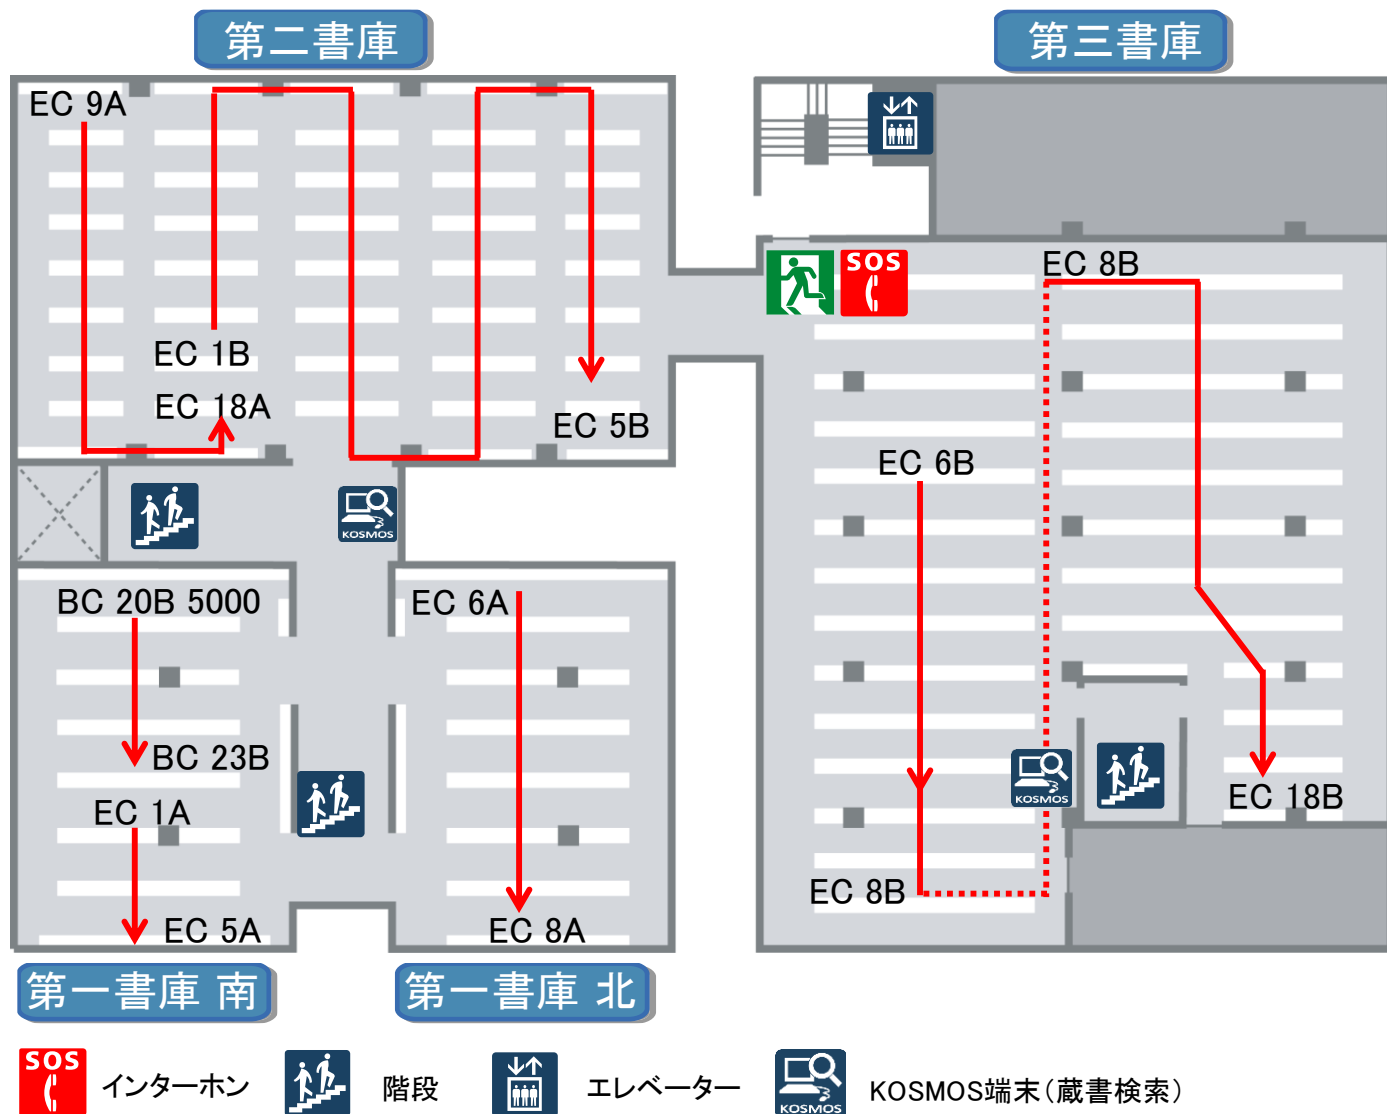 第二書庫
第三書庫
EC 9A
EC 1B
EC 18A
EC 5B
SOS
EC 8B
EC 6B
KOSMOS
BC 20B 5000
EC 6A
BC 23B
EC 1A
KOSMOS
EC 18B
EC 8B
EC 5A
EC 8A
第一書庫 南
第一書庫 北
SOS
インターホン
階段
エレベーター
KOSMOS
KOSMOS端末(蔵書検索)